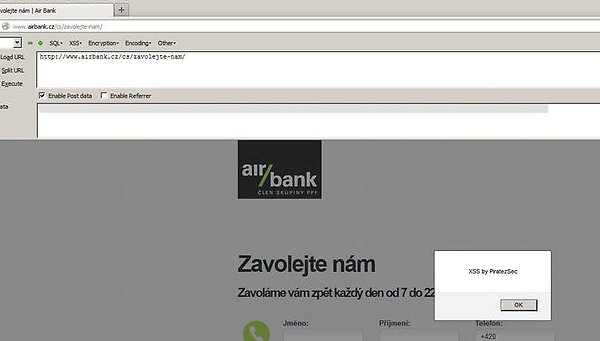 volejte nám | Air Bank
+
www.airbank.cz/cs/zavolejte-nam/
SQL- XSS- Encryption- Encoding- Other-
Load URL
http://www.airbank.cz/cs/zavolejte-nam/
Split URL
Execute
Enable Post data Enable Referrer
ata
air/bank
ČLEN SKUPINY PPF
Zavolejte nám
Zavoláme vám zpět každý den od 7 do 22
XSS by PiratezSec
OK
Jméno: Příjmení: Telefon:
+420